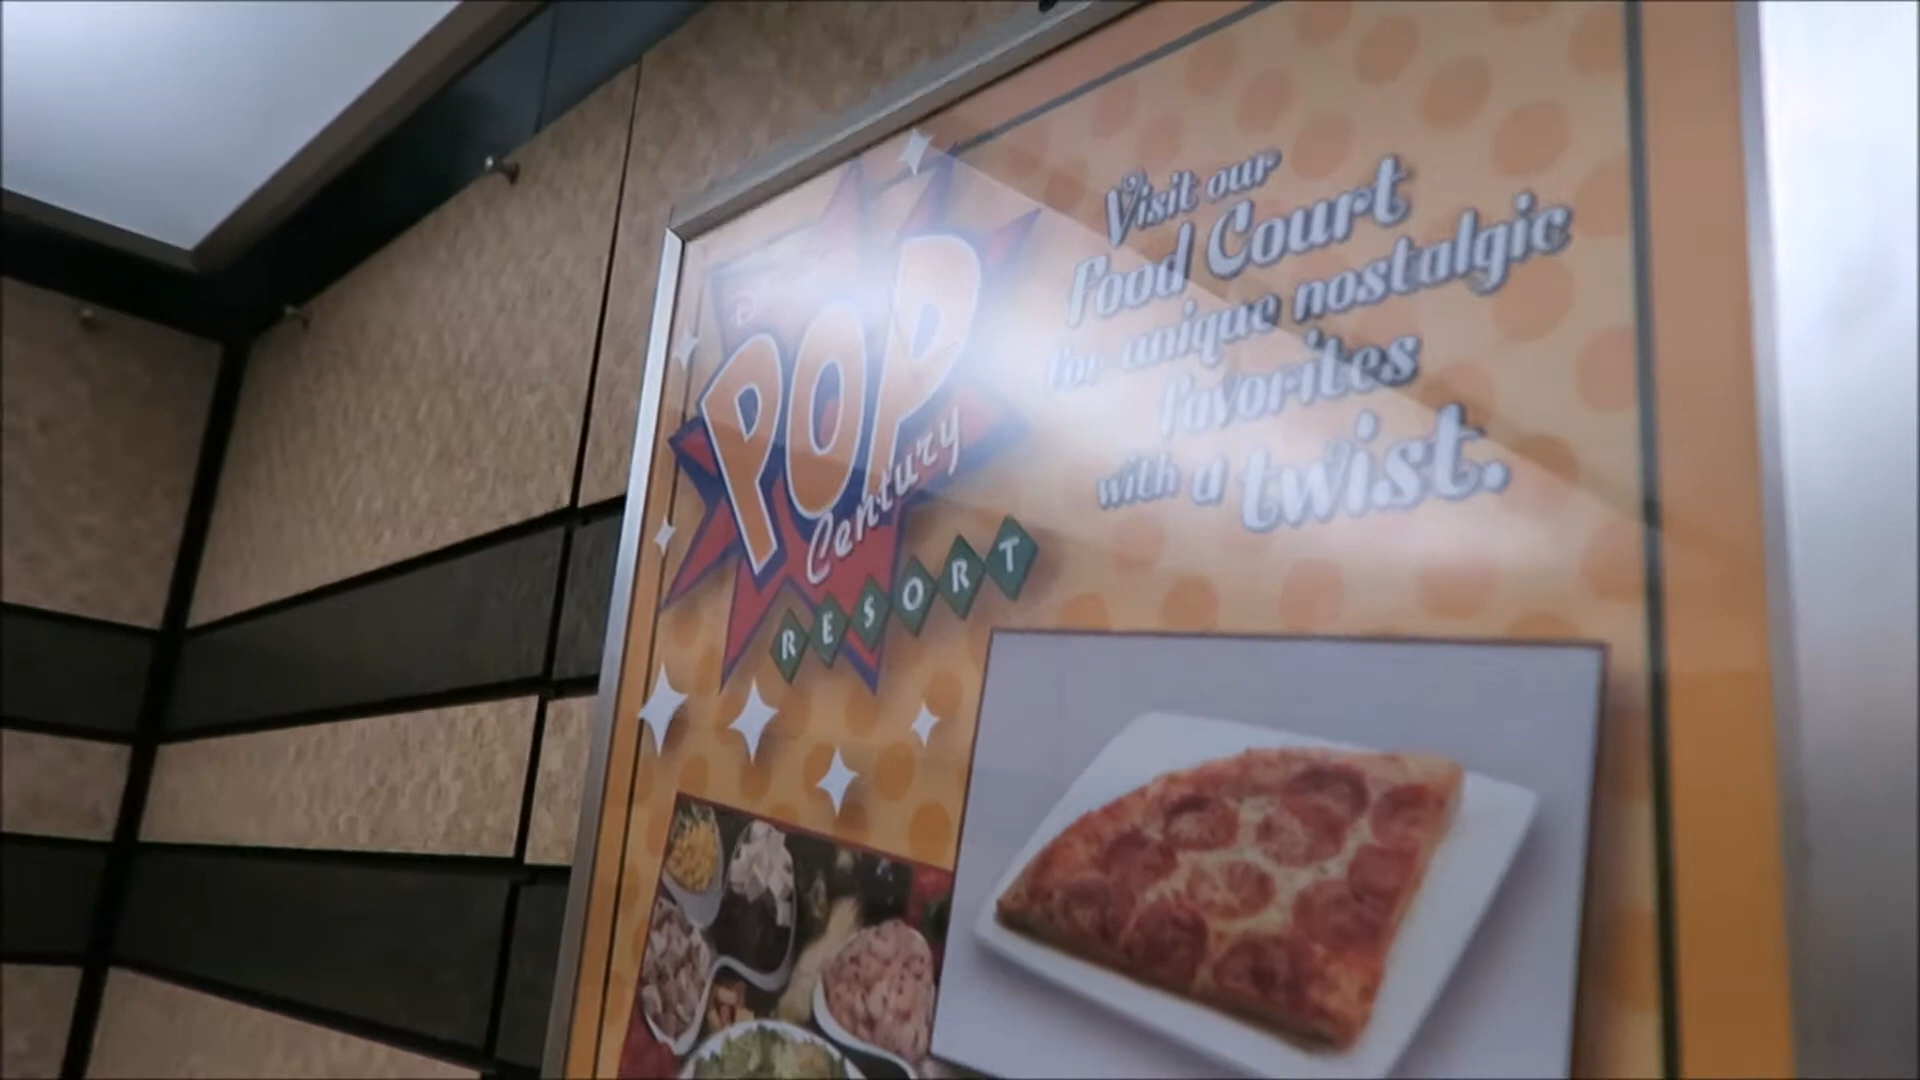 POP
Century
RESORT
Visit our
Food Court
for unique nostalgic
favorites
with a twist.